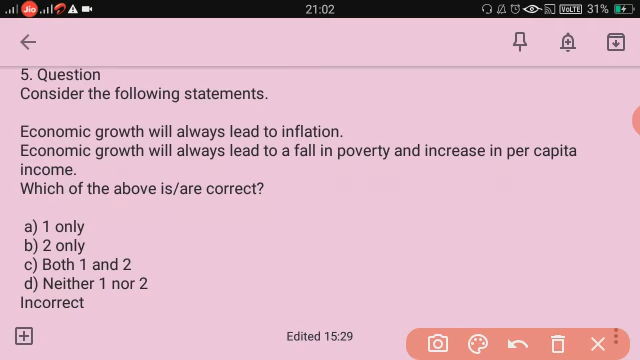 Jio
21:02
VoLTE 31%
5. Question
Consider the following statements.
Economic growth will always lead to inflation.
Economic growth will always lead to a fall in poverty and increase in per capita
income.
Which of the above is/are correct?
a) 1 only
b) 2 only
c) Both 1 and 2
d) Neither 1 nor 2
Incorrect
Edited 15:29